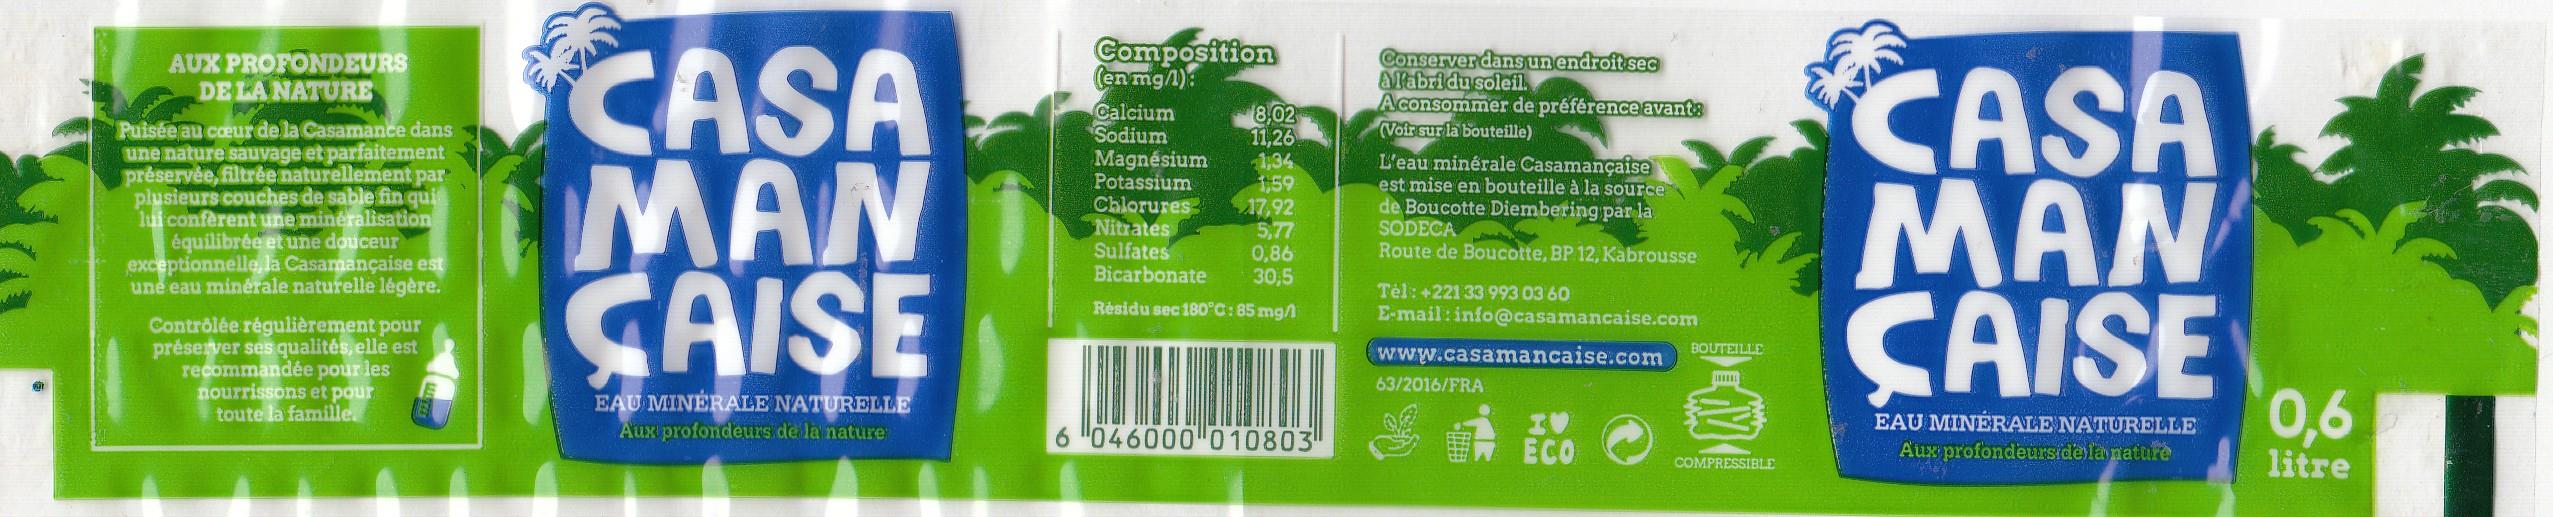 AUX PROFONDEURS
DE LA NATURE
Puisée au cœur de la Casamance dans
une nature sauvage et parfaitement
préservée, filtrée naturellement par
plusieurs couches de sable fin qui
lui confèrent une minéralisation
équilibrée et une douceur
exceptionnelle, la Casamançaise est
une eau minérale naturelle légère.
Contrôlée régulièrement pour
préserver ses qualités, elle est
recommandée pour les
nourrissons et pour
toute la famille.
CASA
MAN
ÇAISE
EAU MINÉRALE NATURELLE
Aux profondeurs de la nature
Composition
(en mg/l) :
Calcium 8,02
Sodium 11,26
Magnésium 1,34
Potassium 1,59
Chlorures 17,92
Nitrates 5,77
Sulfates 0,86
Bicarbonate 30,5
Résidu sec 180°C : 85 mg/l
6 046000 010803
Conserver dans un endroit sec
à l'abri du soleil.
A consommer de préférence avant :
(Voir sur la bouteille)
L'eau minérale Casamançaise
est mise en bouteille à la source
de Boucotte Diembering par la
SODECA
Route de Boucotte, BP 12, Kabrousse
Tél : +221 33 993 03 60
E-mail : info@casamancaise.com
www.casamancaise.com
63/2016/FRA
I ♥
ECO
BOUTEILLE
COMPRESSIBLE
CASA
MAN
ÇAISE
EAU MINÉRALE NATURELLE
Aux profondeurs de la nature
0,6
litre